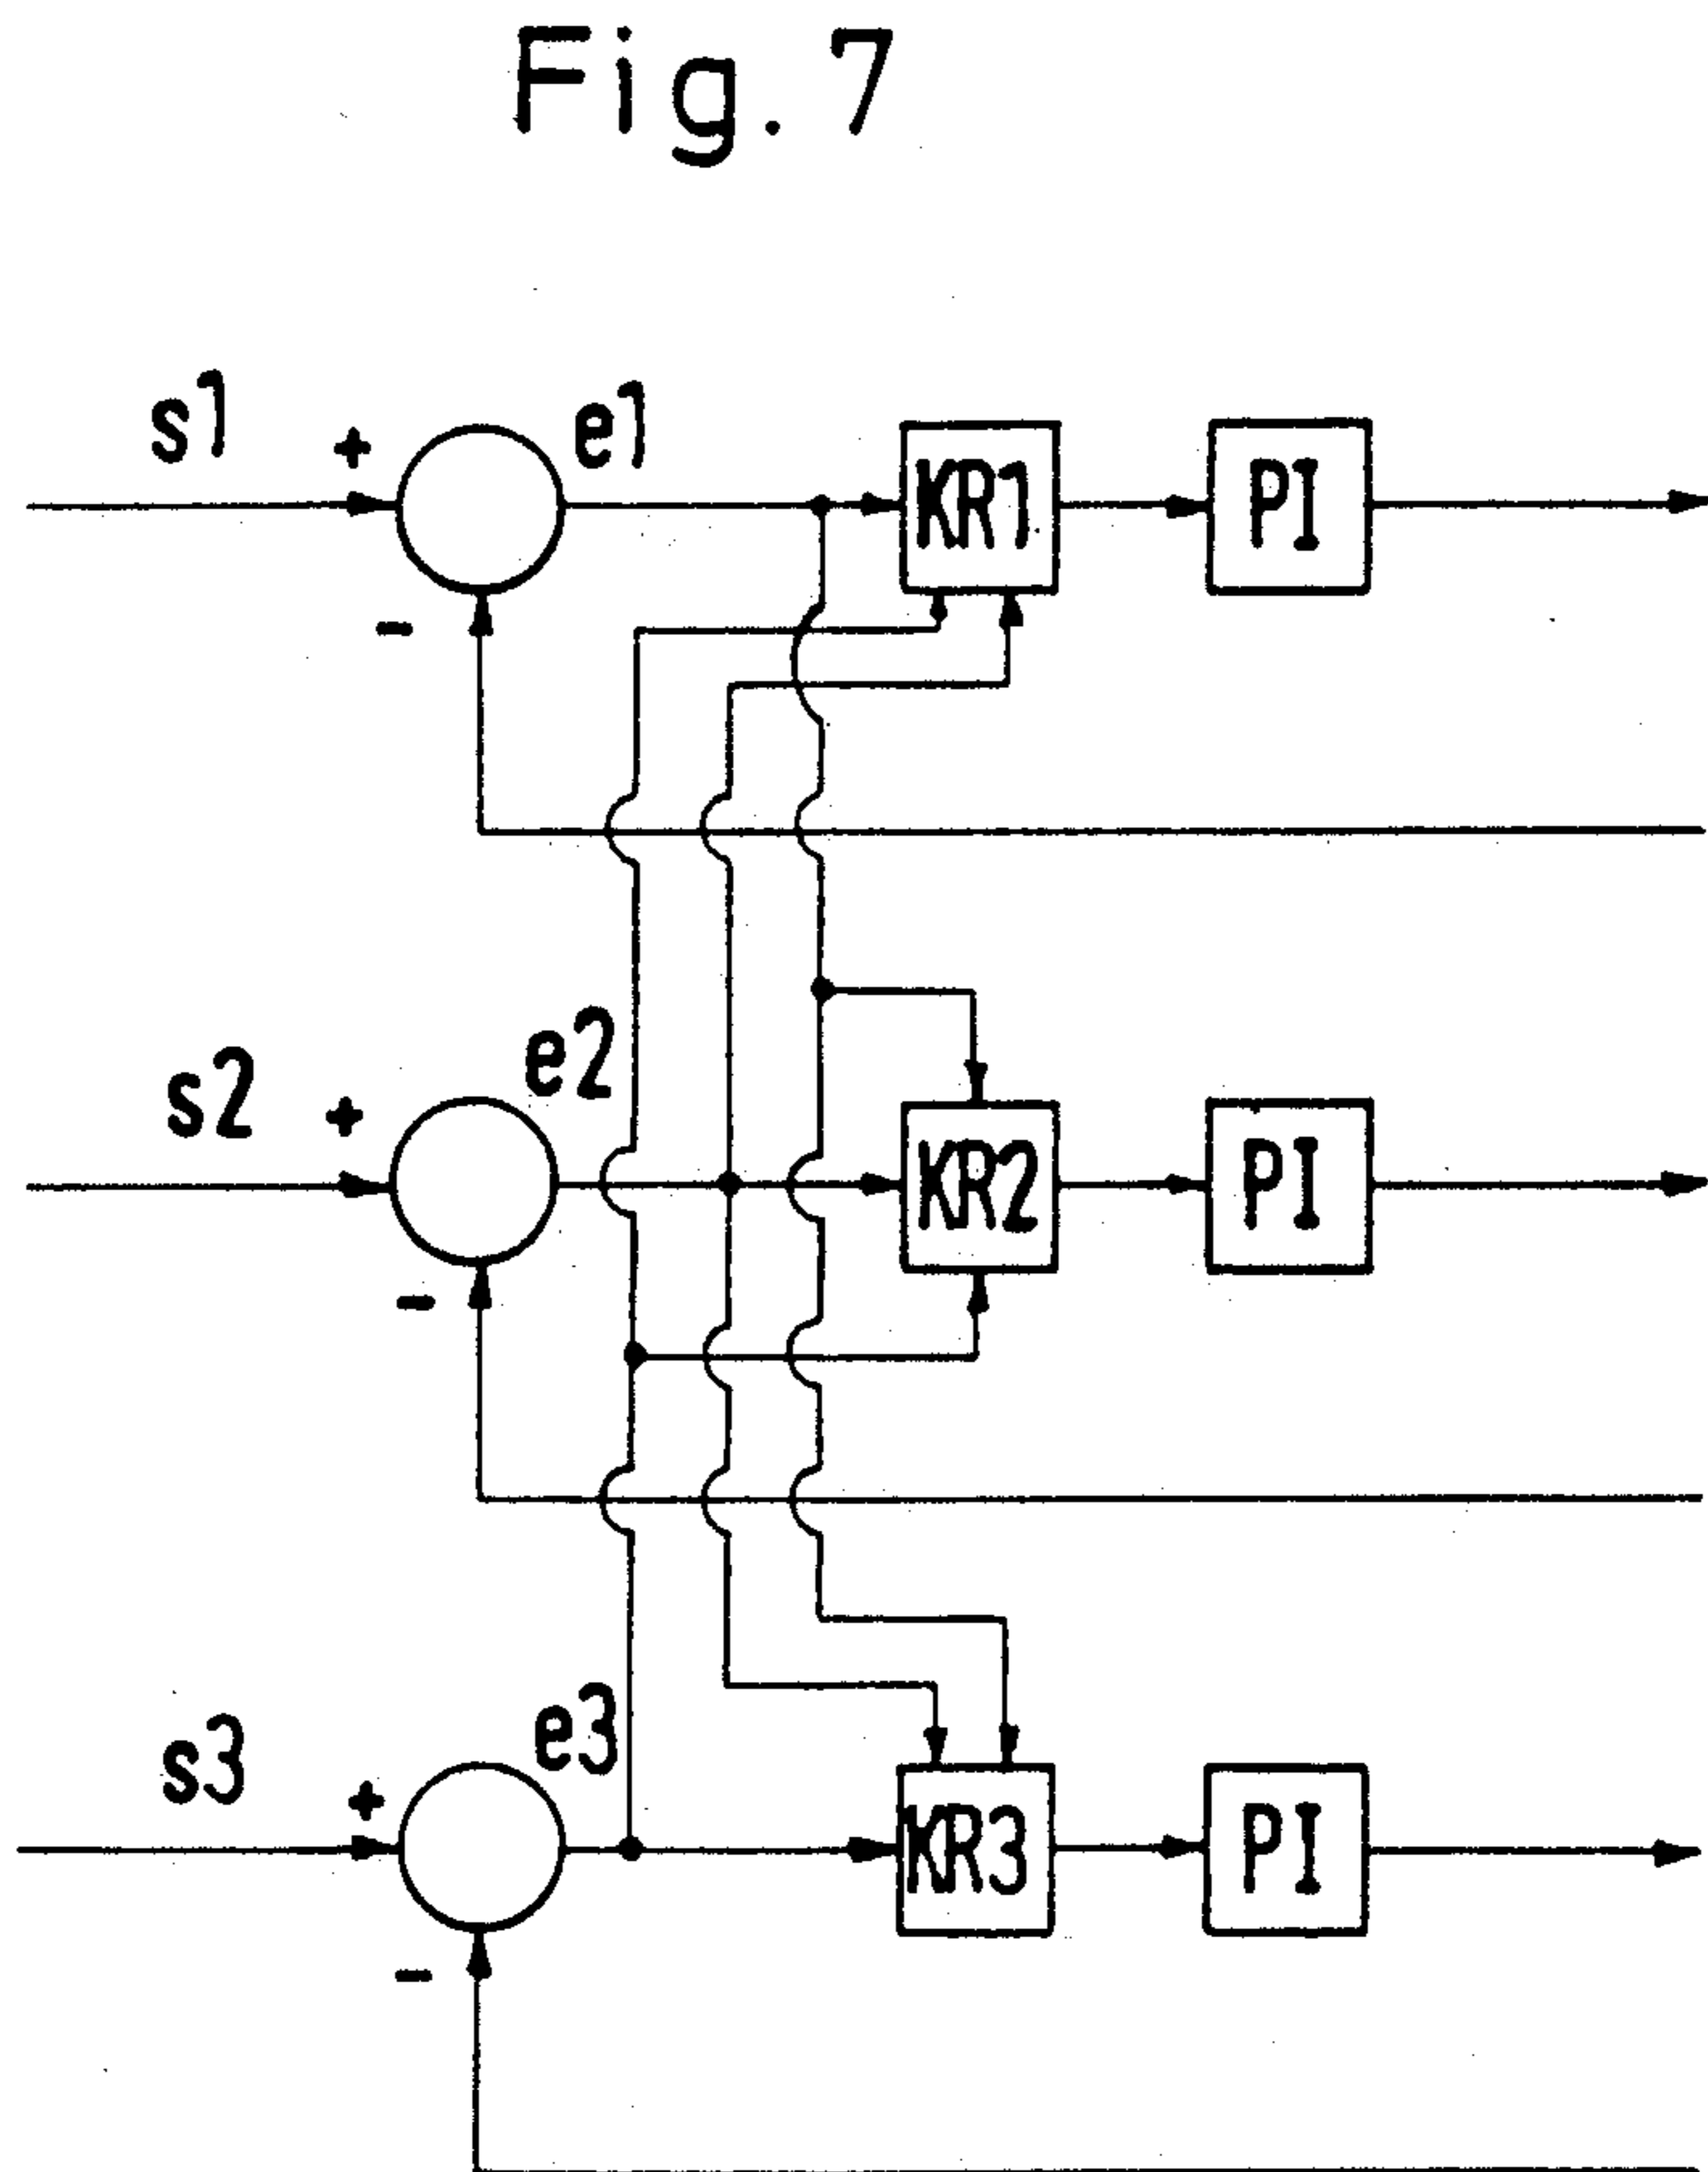 Fig. 7
s1 + e1 KR1 PI
-
s2 + e2 KR2 PI
-
s3 + e3 KR3 PI
-